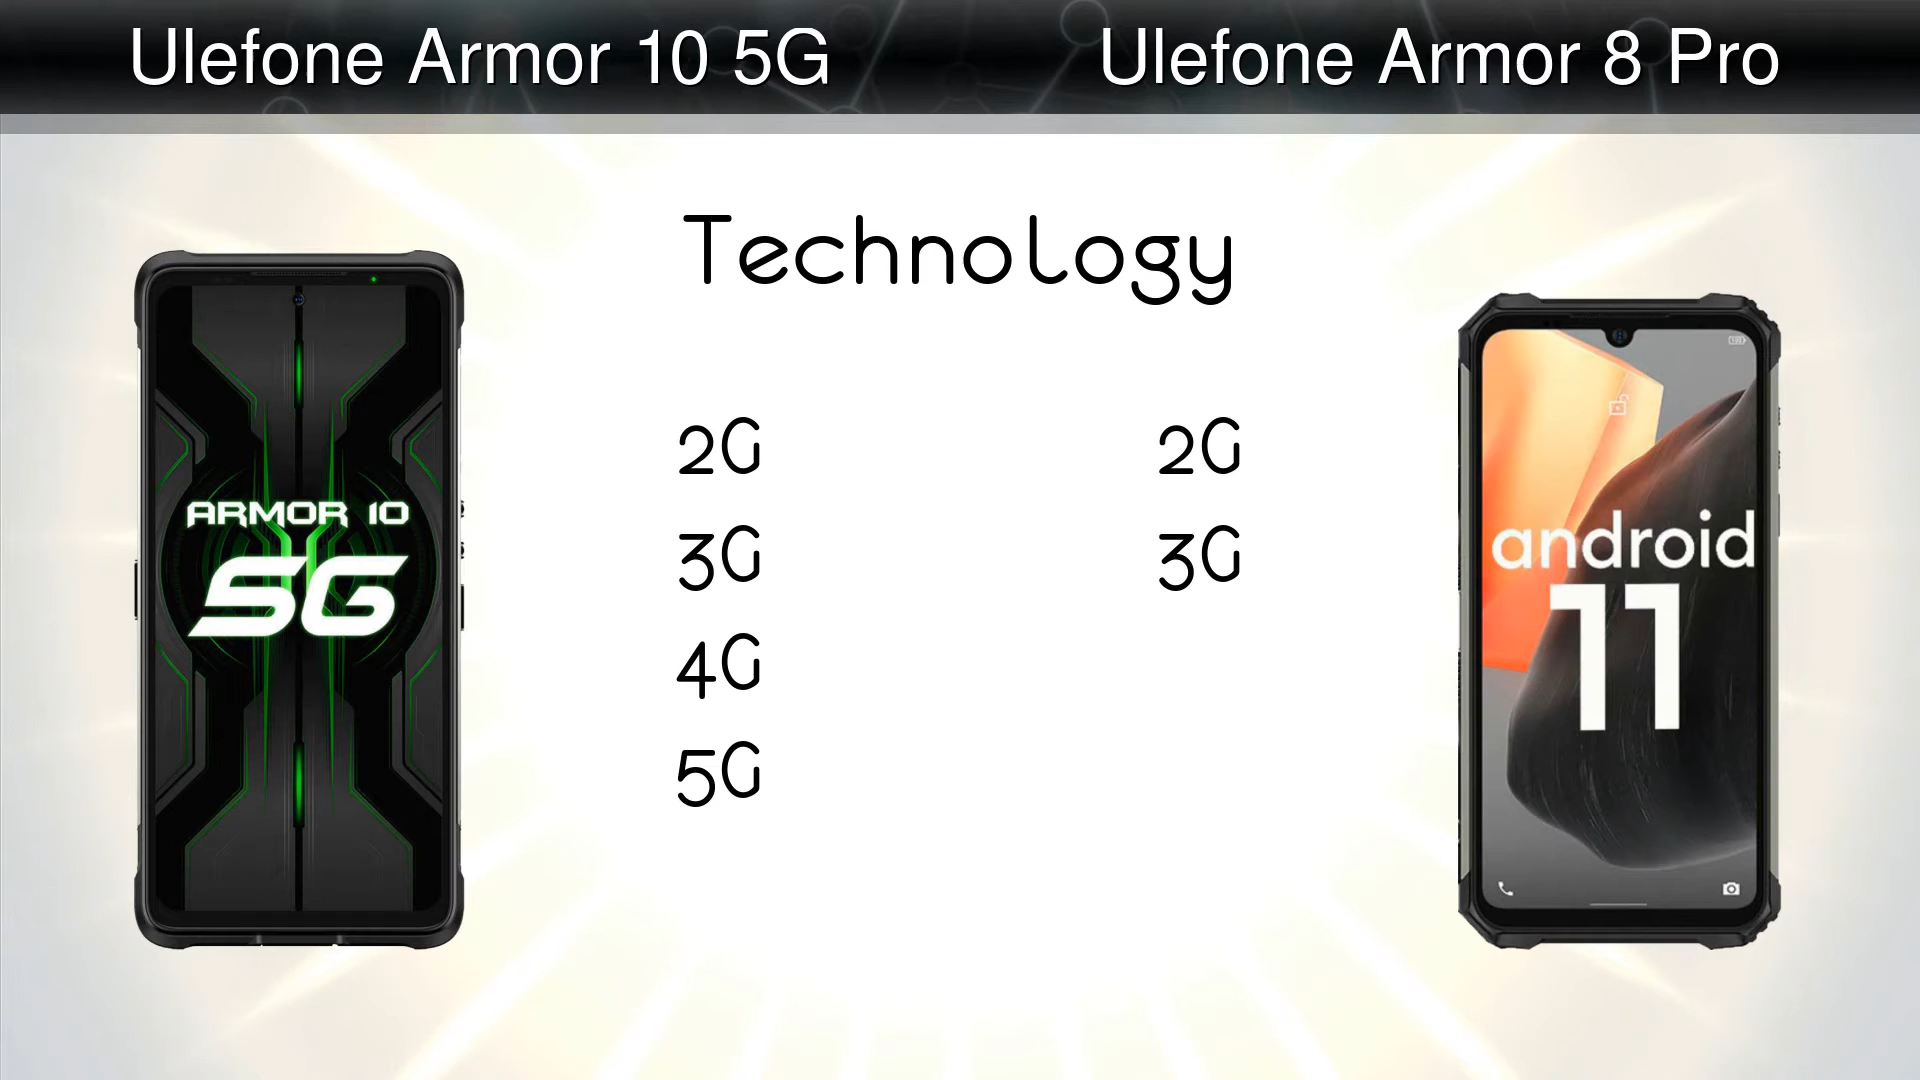 Ulefone Armor 10 5G
Ulefone Armor 8 Pro
Technology
2G
3G
4G
5G
2G
3G
ARMOR 10
5G
android
11